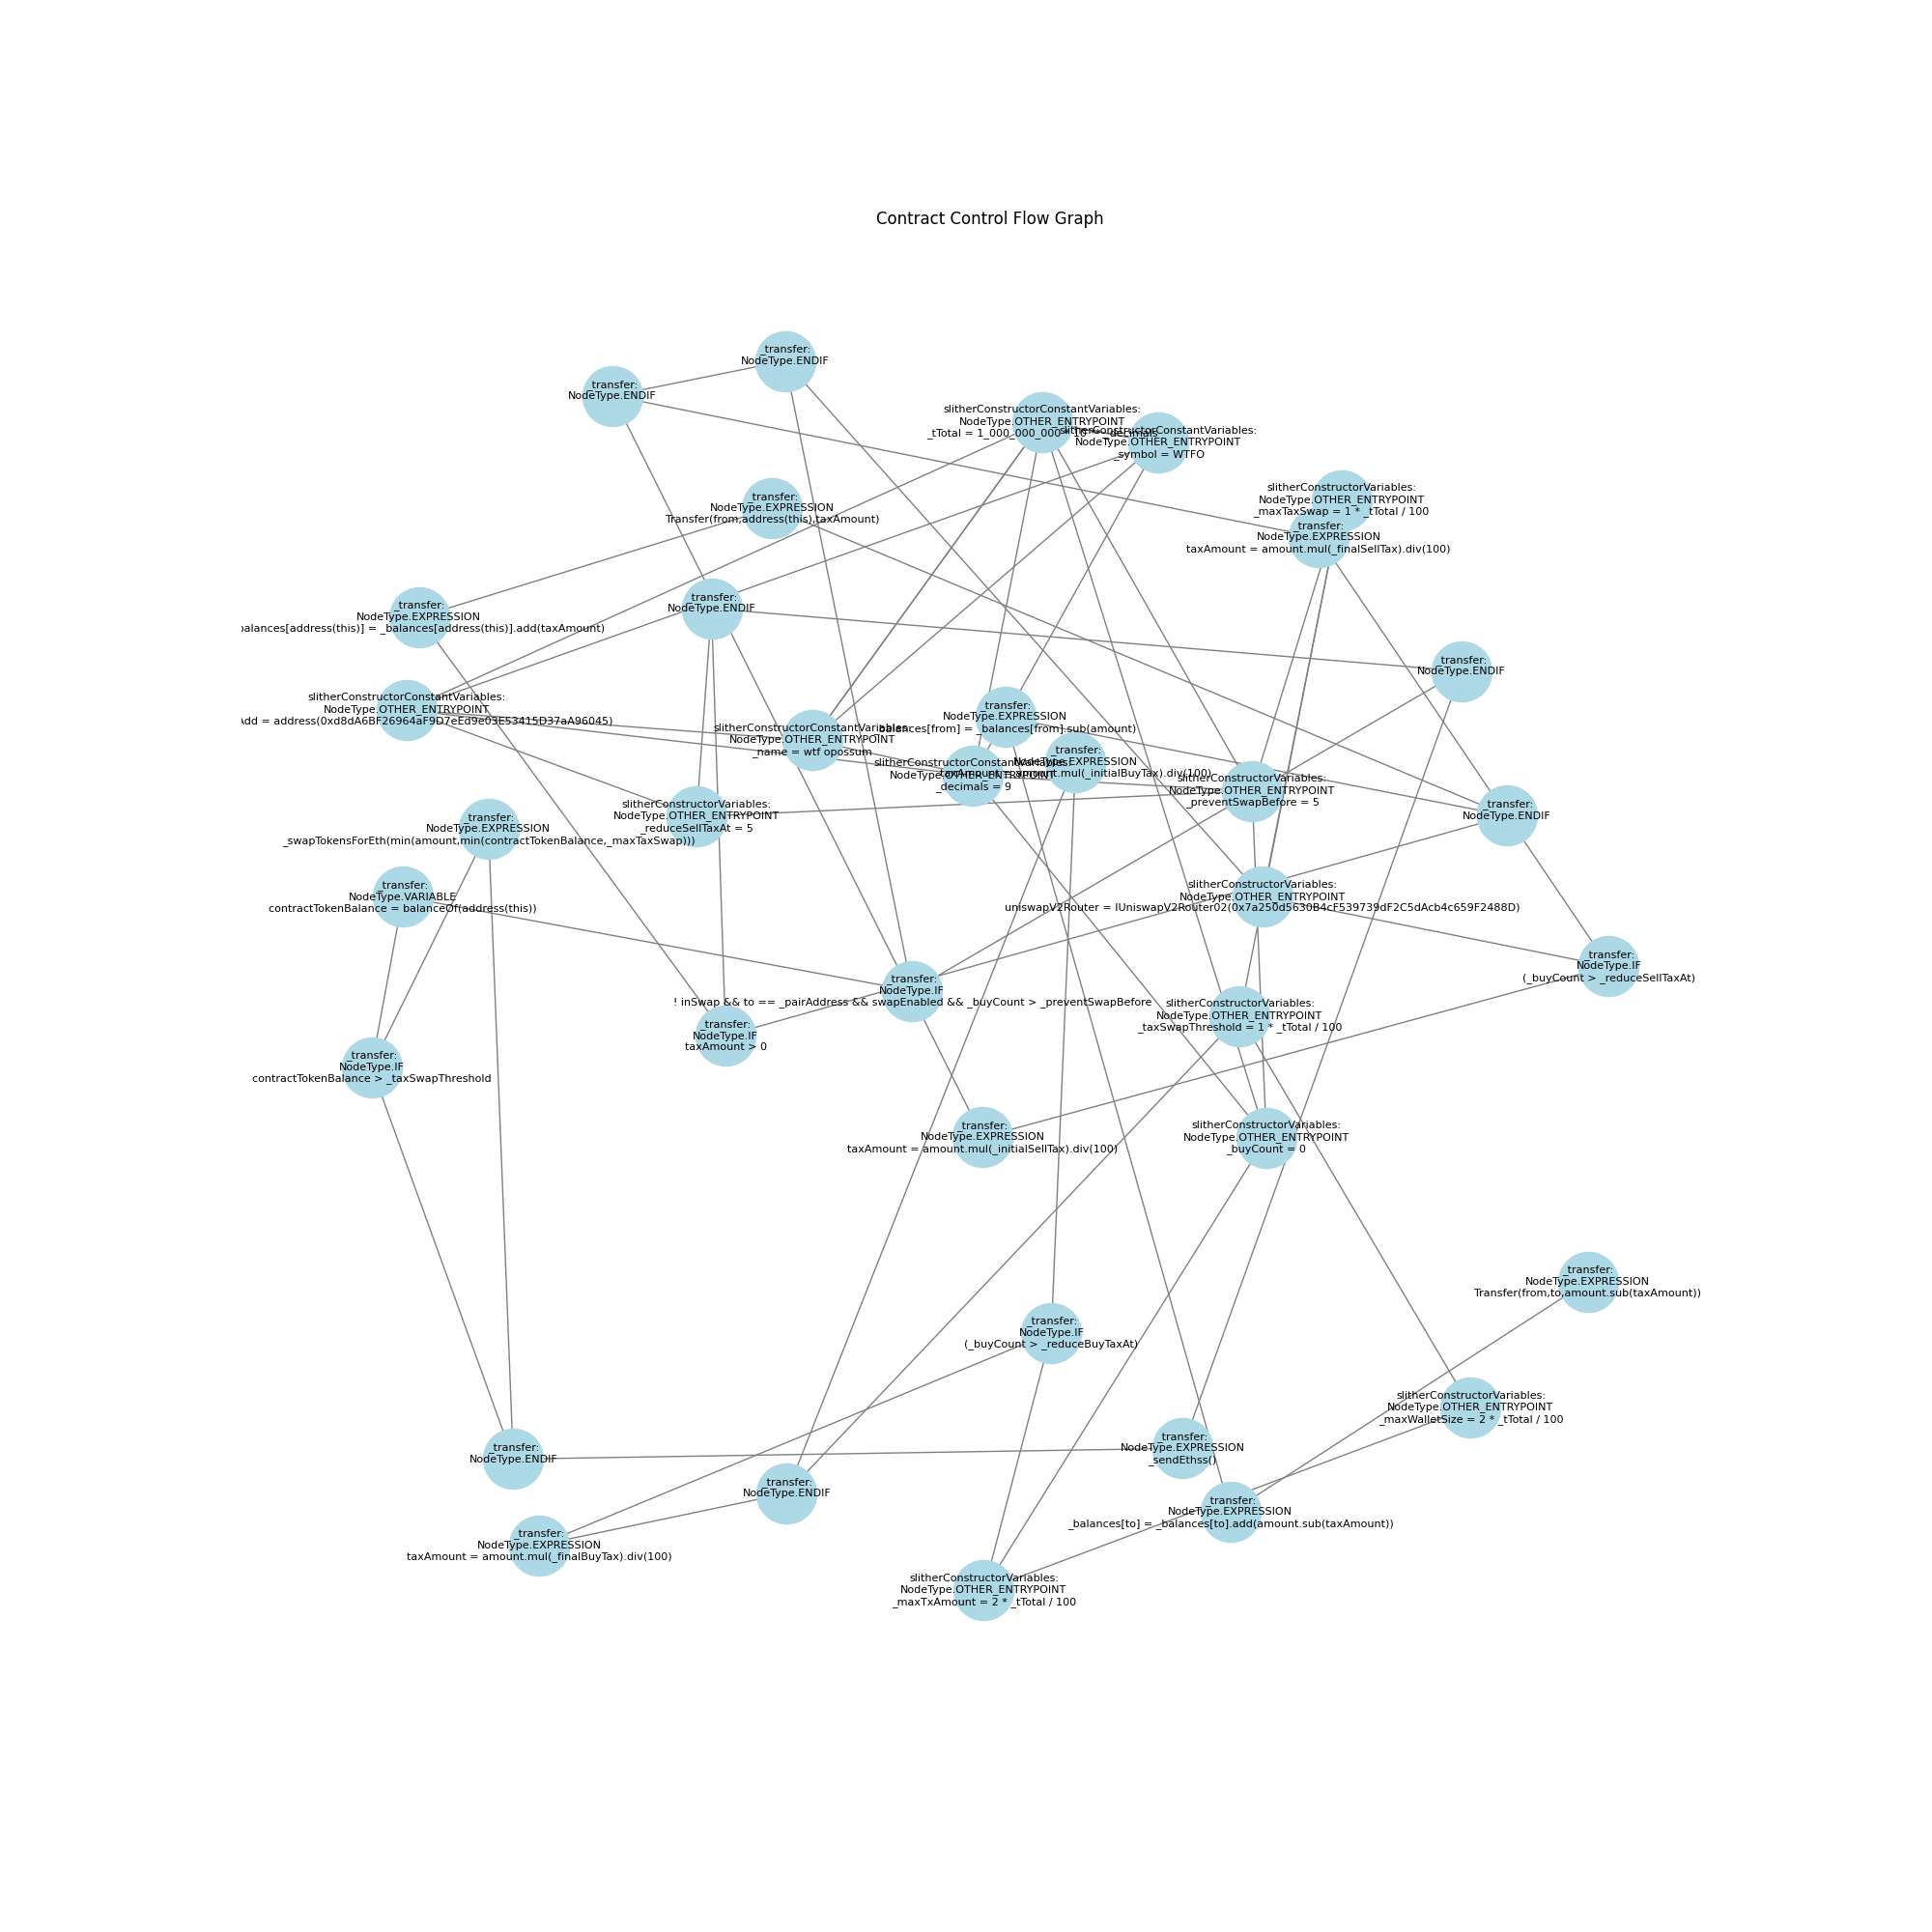 Contract Control Flow Graph
_transfer:
NodeType.ENDIF
_transfer:
NodeType.ENDIF
slitherConstructorConstantVariables:
NodeType.OTHER_ENTRYPOINT
_tTotal = 1_000_000_000 * 10 ** _decimals
slitherConstructorConstantVariables:
NodeType.OTHER_ENTRYPOINT
_symbol = WTFO
slitherConstructorVariables:
NodeType.OTHER_ENTRYPOINT
_maxTaxSwap = 1 * _tTotal / 100
_transfer:
NodeType.EXPRESSION
Transfer(from,address(this),taxAmount)
_transfer:
NodeType.EXPRESSION
taxAmount = amount.mul(_finalSellTax).div(100)
_transfer:
NodeType.ENDIF
_transfer:
NodeType.EXPRESSION
balances[address(this)] = _balances[address(this)].add(taxAmount)
_transfer:
NodeType.ENDIF
slitherConstructorConstantVariables:
NodeType.OTHER_ENTRYPOINT
Add = address(0xd8dA6BF26964aF9D7eEd9e03E53415D37aA96045)
_transfer:
NodeType.EXPRESSION
_balances[from] = _balances[from].sub(amount)
slitherConstructorConstantVariables:
NodeType.OTHER_ENTRYPOINT
_name = wtf opossum
_transfer:
NodeType.EXPRESSION
taxAmount = amount.mul(_initialBuyTax).div(100)
slitherConstructorConstantVariables:
NodeType.OTHER_ENTRYPOINT
_decimals = 9
slitherConstructorVariables:
NodeType.OTHER_ENTRYPOINT
_preventSwapBefore = 5
slitherConstructorVariables:
NodeType.OTHER_ENTRYPOINT
_reduceSellTaxAt = 5
_transfer:
NodeType.ENDIF
_transfer:
NodeType.EXPRESSION
_swapTokensForEth(min(amount,min(contractTokenBalance,_maxTaxSwap)))
_transfer:
NodeType.VARIABLE
contractTokenBalance = balanceOf(address(this))
slitherConstructorVariables:
NodeType.OTHER_ENTRYPOINT
uniswapV2Router = IUniswapV2Router02(0x7a250d5630B4cF539739dF2C5dAcb4c659F2488D)
_transfer:
NodeType.IF
(_buyCount > _reduceSellTaxAt)
_transfer:
NodeType.IF
! inSwap && to == _pairAddress && swapEnabled && _buyCount > _preventSwapBefore
slitherConstructorVariables:
NodeType.OTHER_ENTRYPOINT
_taxSwapThreshold = 1 * _tTotal / 100
_transfer:
NodeType.IF
taxAmount > 0
_transfer:
NodeType.IF
contractTokenBalance > _taxSwapThreshold
_transfer:
NodeType.EXPRESSION
taxAmount = amount.mul(_initialSellTax).div(100)
slitherConstructorVariables:
NodeType.OTHER_ENTRYPOINT
_buyCount = 0
_transfer:
NodeType.EXPRESSION
Transfer(from,to,amount.sub(taxAmount))
_transfer:
NodeType.IF
(_buyCount > _reduceBuyTaxAt)
slitherConstructorVariables:
NodeType.OTHER_ENTRYPOINT
_maxWalletSize = 2 * _tTotal / 100
_transfer:
NodeType.EXPRESSION
_sendEthss()
_transfer:
NodeType.ENDIF
_transfer:
NodeType.ENDIF
_transfer:
NodeType.EXPRESSION
_balances[to] = _balances[to].add(amount.sub(taxAmount))
_transfer:
NodeType.EXPRESSION
taxAmount = amount.mul(_finalBuyTax).div(100)
slitherConstructorVariables:
NodeType.OTHER_ENTRYPOINT
_maxTxAmount = 2 * _tTotal / 100